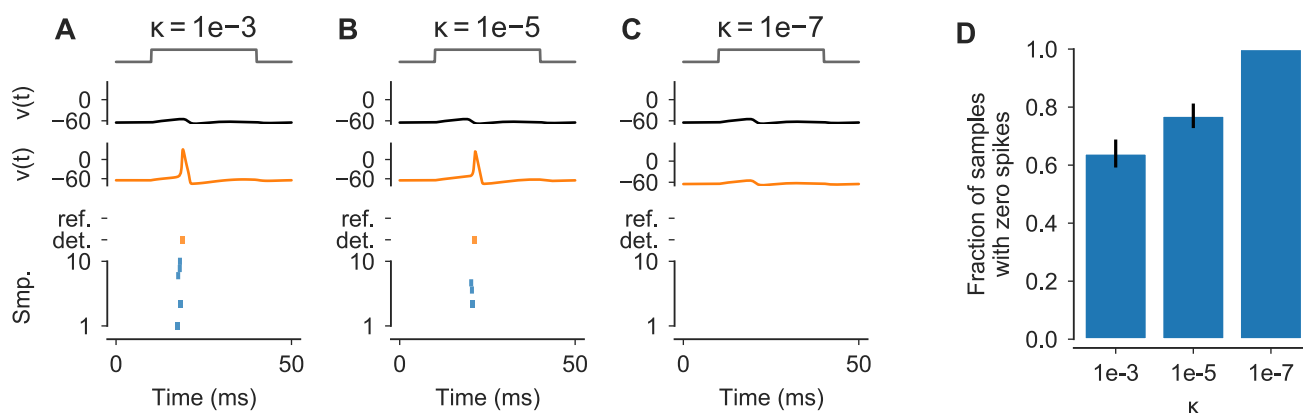 A
κ = 1e−3
v(t)
0
−60
v(t)
0
−60
ref.
det.
Smp.
10
1
0
50
Time (ms)
B
κ = 1e−5
0
−60
0
−60
ref.
det.
10
1
0
50
Time (ms)
C
κ = 1e−7
0
−60
0
−60
ref.
det.
10
1
0
50
Time (ms)
D
Fraction of samples
with zero spikes
1.0
0.8
0.6
0.4
0.2
0.0
1e-3
1e-5
1e-7
κ